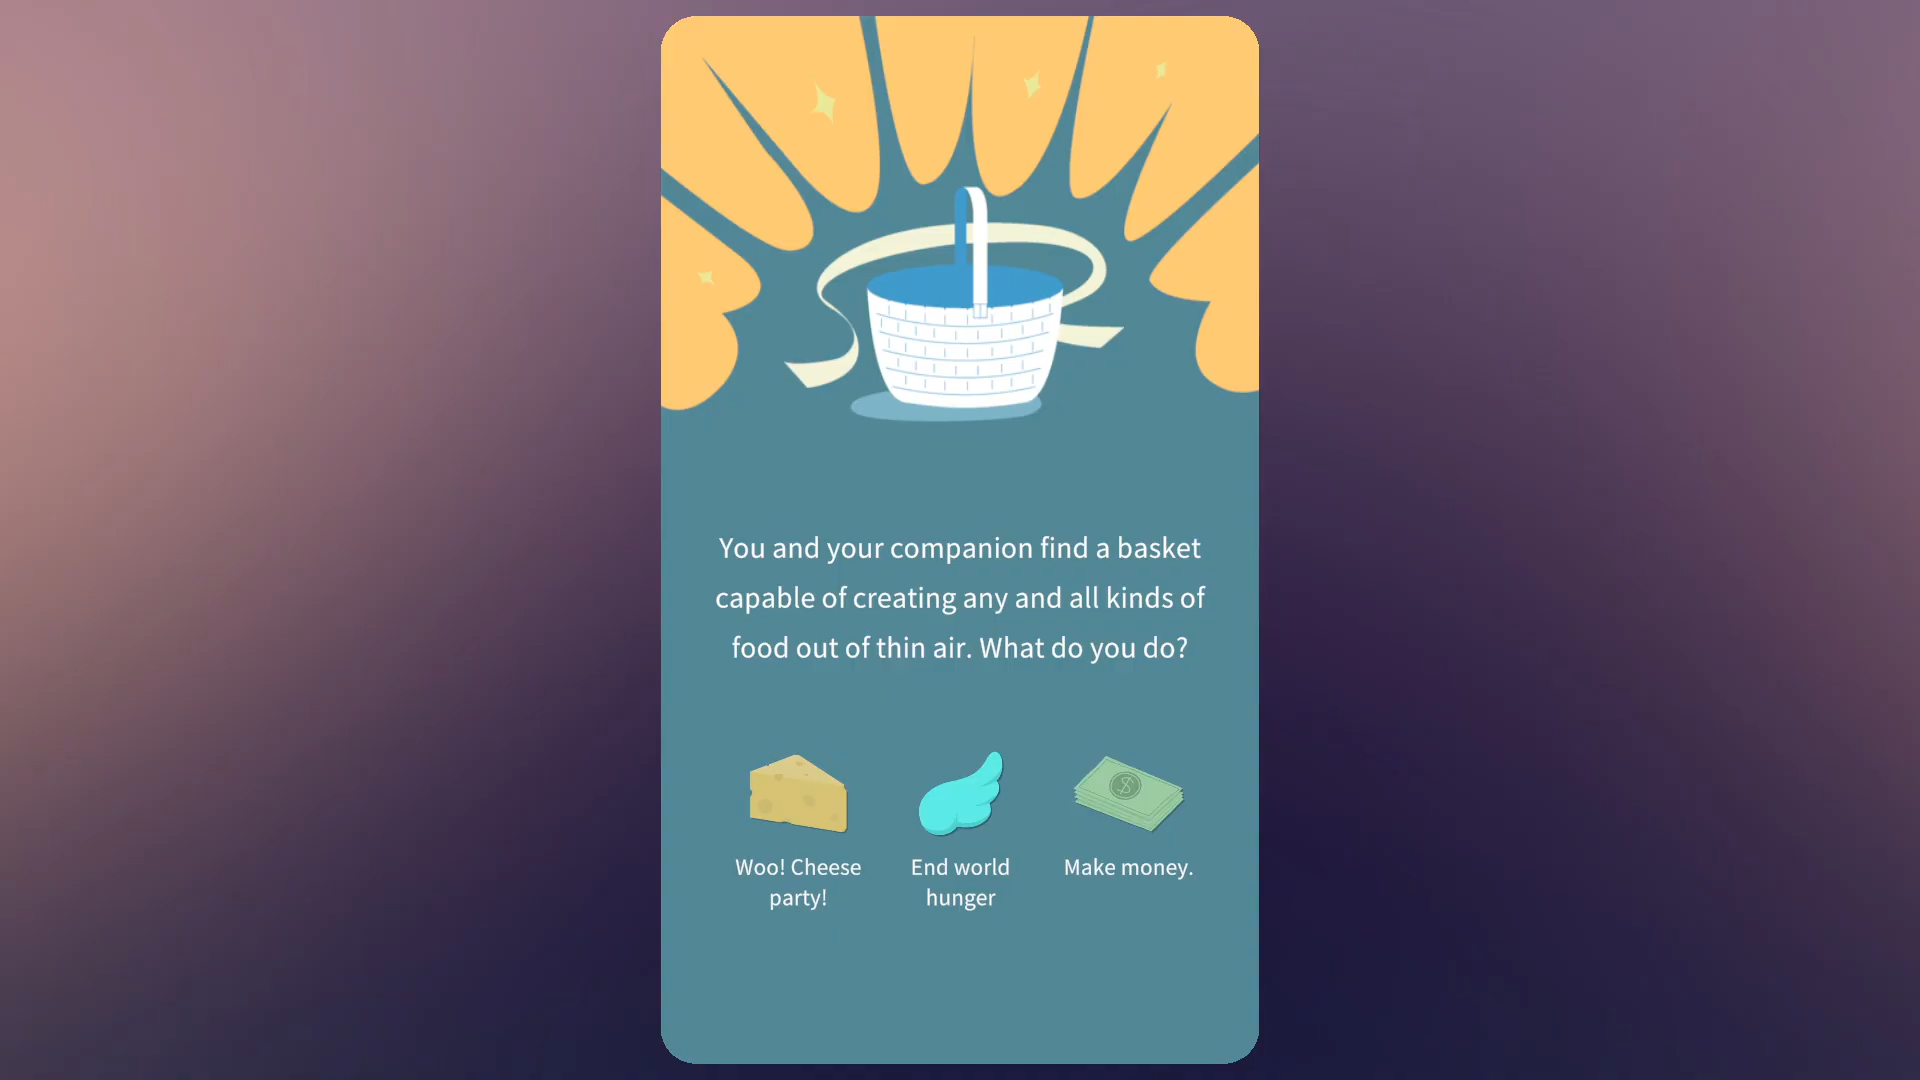 You and your companion find a basket
capable of creating any and all kinds of
food out of thin air. What do you do?
Woo! Cheese
party!
End world
hunger
Make money.